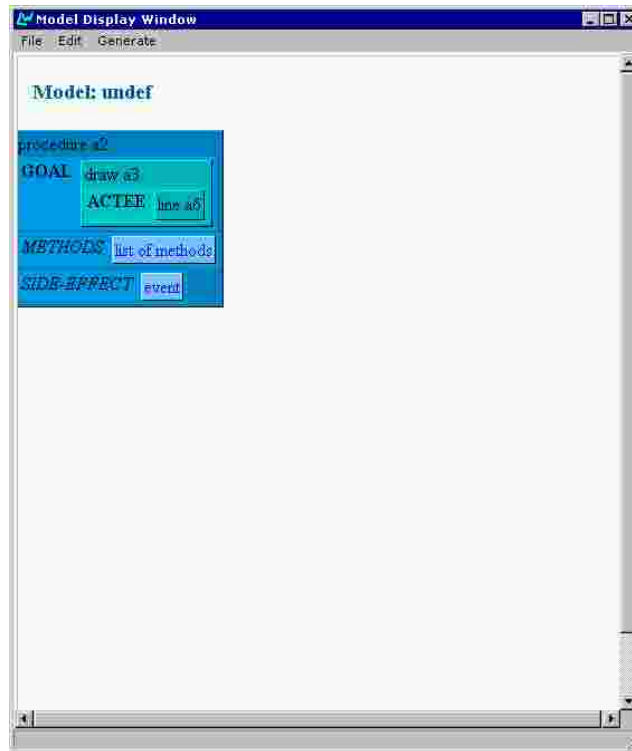 Model Display Window
File Edit Generate
Model: undef
procedure a2
GOAL draw a3
ACTEE line a6
METHODS list of methods
SIDE-EFFECT event